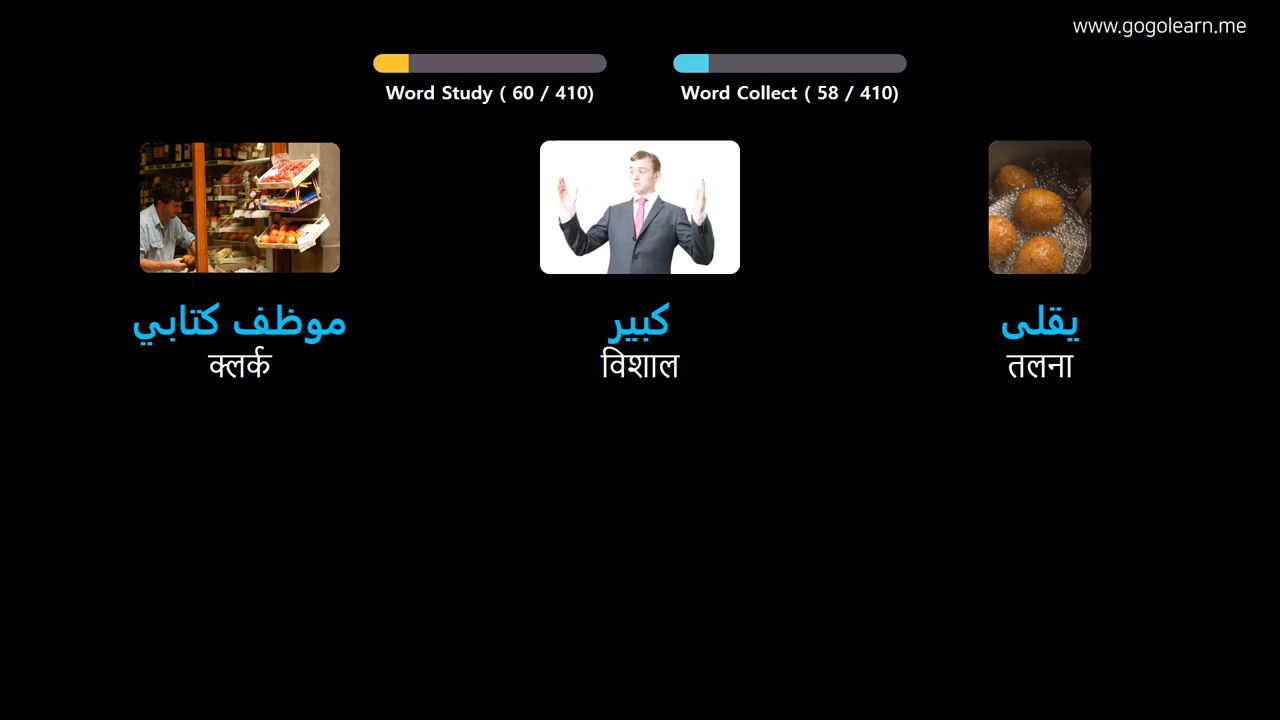 www.gogolearn.me
Word Study ( 60 / 410)
Word Collect ( 58 / 410)
موظف كتابي
क्लर्क
كبير
विशाल
يقلى
तलना